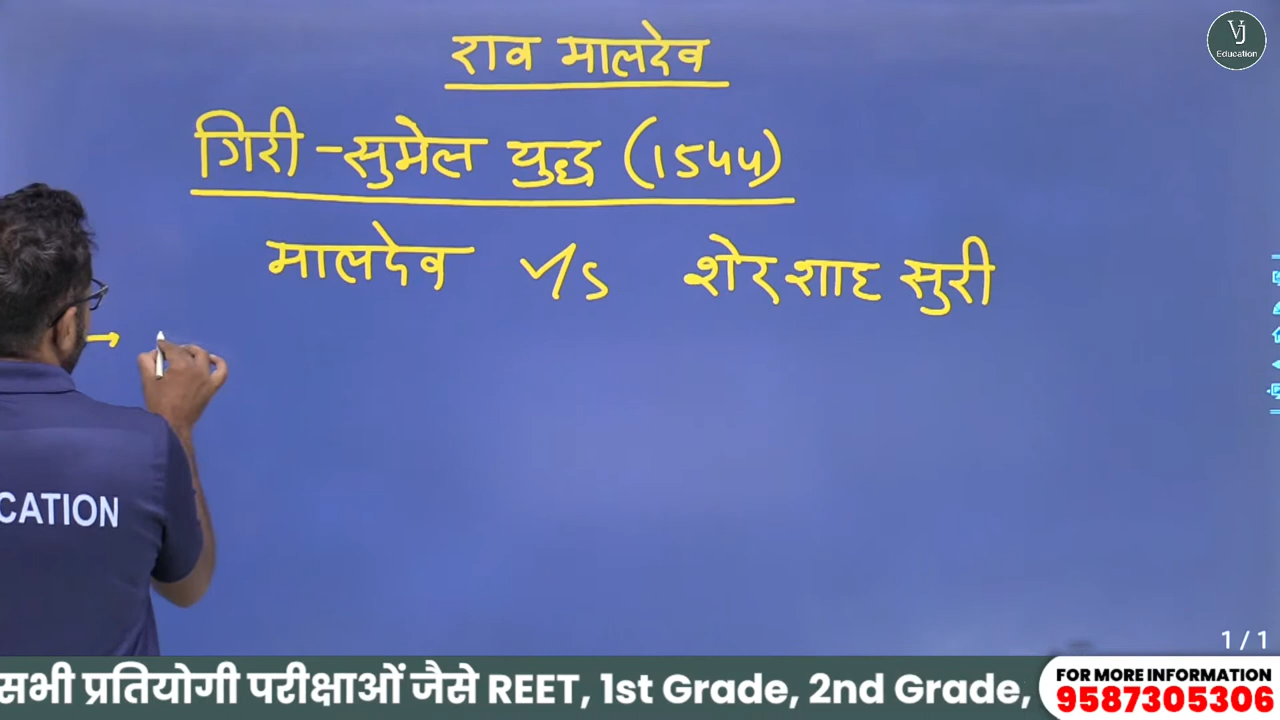 राव मालदेव
VJ
Education
गिरी-सुमेल युद्ध (1544)
मालदेव V/s शेरशाह सुरी
→
CATION
1 / 1
सभी प्रतियोगी परीक्षाओं जैसे REET, 1st Grade, 2nd Grade,
FOR MORE INFORMATION
9587305306